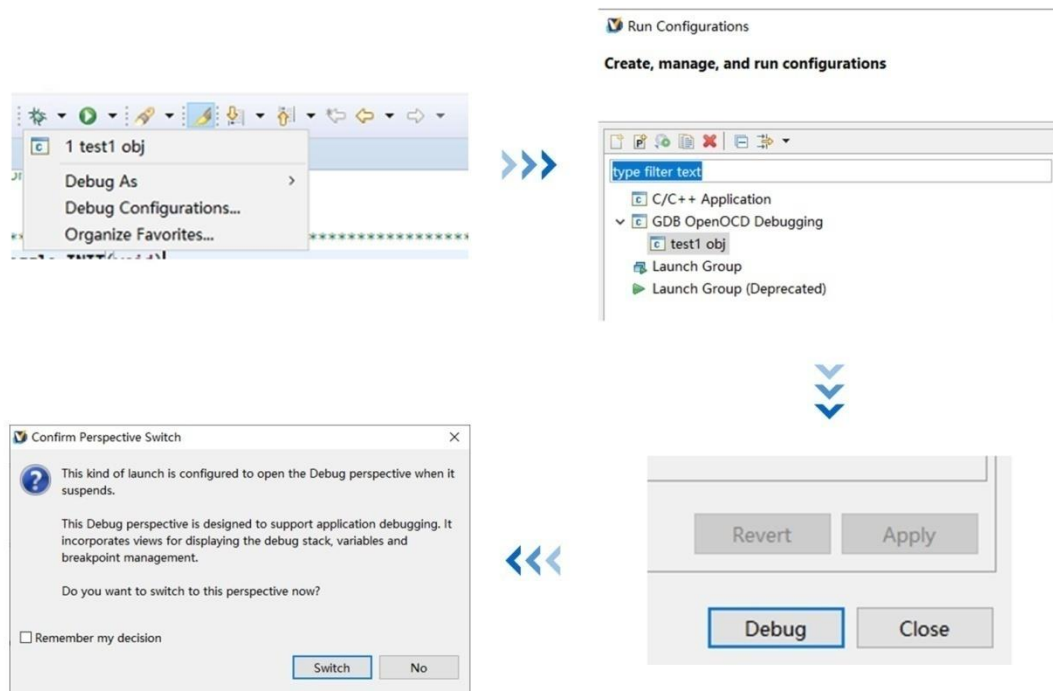 1 test1 obj
Debug As
Debug Configurations...
Organize Favorites...
Run Configurations
Create, manage, and run configurations
type filter text
C/C++ Application
GDB OpenOCD Debugging
test1 obj
Launch Group
Launch Group (Deprecated)
Revert Apply
Debug Close
Confirm Perspective Switch
This kind of launch is configured to open the Debug perspective when it
suspends.
This Debug perspective is designed to support application debugging. It
incorporates views for displaying the debug stack, variables and
breakpoint management.
Do you want to switch to this perspective now?
Remember my decision
Switch No